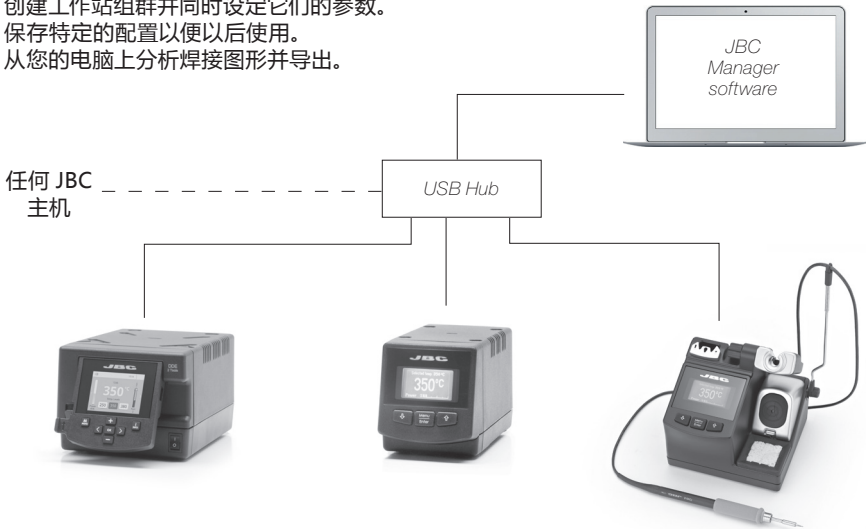 创建工作站组群并同时设定它们的参数。
保存特定的配置以便以后使用。
从您的电脑上分析焊接图形并导出。
JBC
Manager
software
任何 JBC
主机
USB Hub
JBC
350°C
JBC
350°C
Menu/
Enter
JBC
350°C